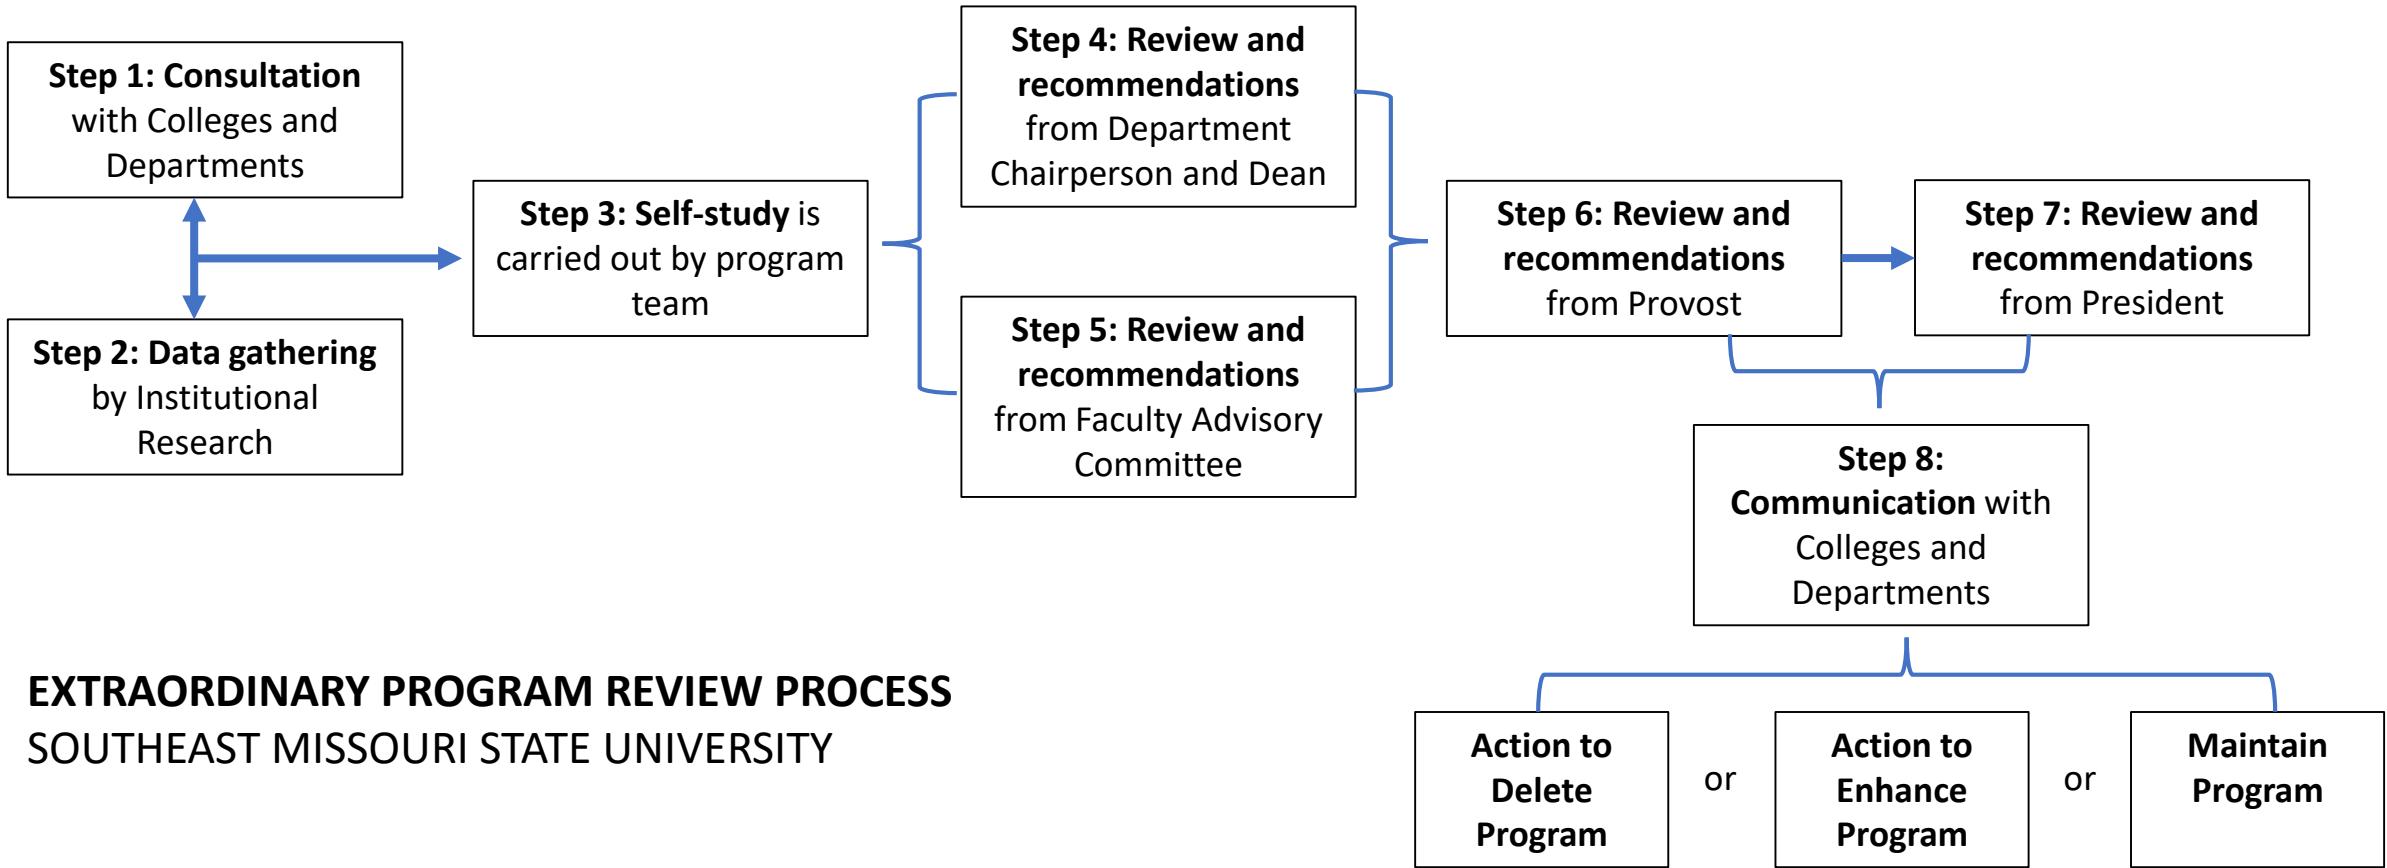 Step 1: Consultation
with Colleges and
Departments
Step 2: Data gathering
by Institutional
Research
Step 3: Self-study is
carried out by program
team
Step 4: Review and
recommendations
from Department
Chairperson and Dean
Step 5: Review and
recommendations
from Faculty Advisory
Committee
Step 6: Review and
recommendations
from Provost
Step 7: Review and
recommendations
from President
Step 8:
Communication with
Colleges and
Departments
Action to
Delete
Program
or
Action to
Enhance
Program
or
Maintain
Program
EXTRAORDINARY PROGRAM REVIEW PROCESS
SOUTHEAST MISSOURI STATE UNIVERSITY